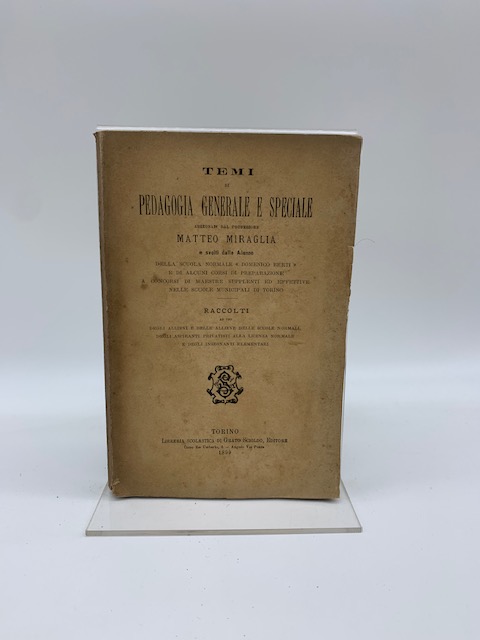 TEMI
DI
PEDAGOGIA GENERALE E SPECIALE
ASSEGNATI DAL PROFESSORE
MATTEO MIRAGLIA
e svolti dalle Alunne
DELLA SCUOLA NORMALE « DOMENICO BERTI »
E DI ALCUNI CORSI DI PREPARAZIONE
A CONCORSI DI MAESTRE SUPPLENTI ED EFFETTIVE
NELLE SCUOLE MUNICIPALI DI TORINO
RACCOLTI
AD USO
DEGLI ALLIEVI E DELLE ALLIEVE DELLE SCUOLE NORMALI
DEGLI ASPIRANTI PRIVATISTI ALLA LICENZA NORMALE
E DEGLI INSEGNANTI ELEMENTARI
TORINO
LIBRERIA SCOLASTICA DI GRATO SCIOLDO, EDITORE